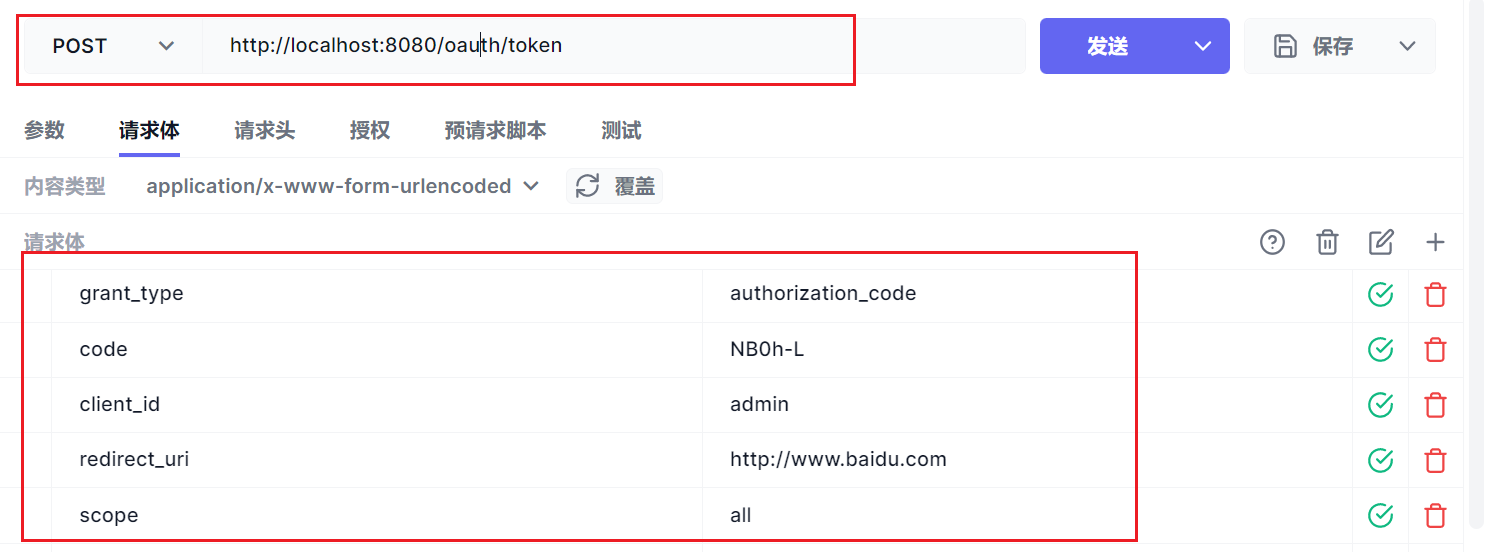 POST http://localhost:8080/oauth/token 发送 保存
参数 请求体 请求头 授权 预请求脚本 测试
内容类型 application/x-www-form-urlencoded 覆盖
请求体
grant_type authorization_code
code NB0h-L
client_id admin
redirect_uri http://www.baidu.com
scope all